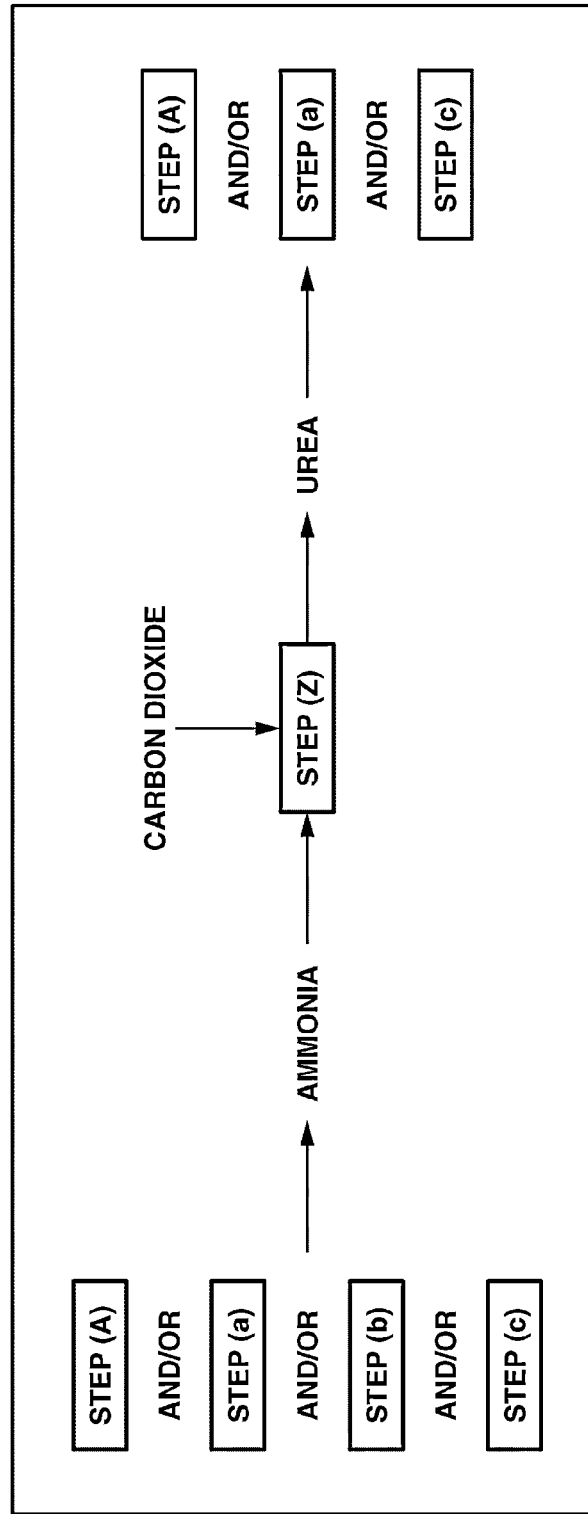 STEP (A)
AND/OR
STEP (a)
AND/OR
STEP (b)
AND/OR
STEP (c)
AMMONIA
CARBON DIOXIDE
STEP (Z)
UREA
STEP (A)
AND/OR
STEP (a)
AND/OR
STEP (c)